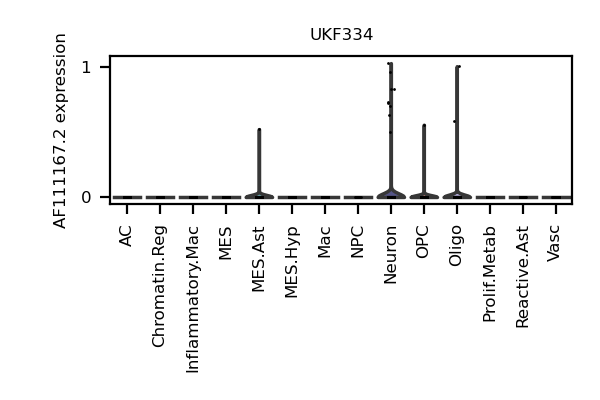 UKF334
AF111167.2 expression
1
0
AC
Chromatin.Reg
Inflammatory.Mac
MES
MES.Ast
MES.Hyp
Mac
NPC
Neuron
OPC
Oligo
Prolif.Metab
Reactive.Ast
Vasc